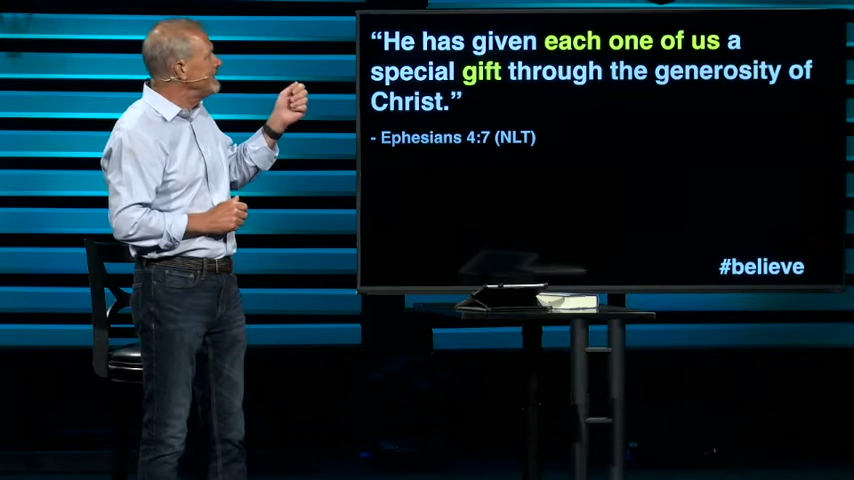 “He has given each one of us a
special gift through the generosity of
Christ.”
- Ephesians 4:7 (NLT)
#believe